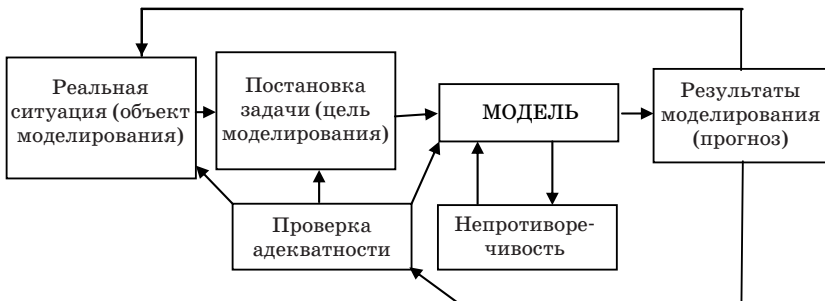 Реальная
ситуация (объект
моделирования)
Постановка
задачи (цель
моделирования)
МОДЕЛЬ
Результаты
моделирования
(прогноз)
Проверка
адекватности
Непротиворе-
чивость